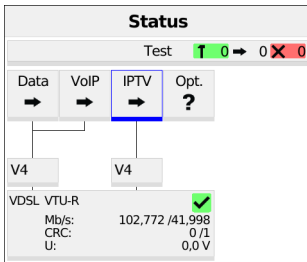 Status
Test 0 0 0
Data VoIP IPTV Opt.
?
V4 V4
VDSL VTU-R
Mb/s: 102,772 /41,998
CRC: 0 /1
U: 0,0 V